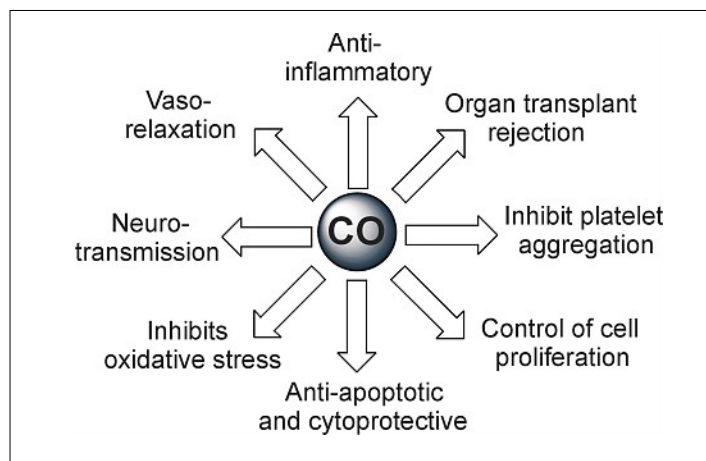 Anti-
inflammatory
Vaso-
relaxation
Organ transplant
rejection
Neuro-
transmission
CO
Inhibit platelet
aggregation
Inhibits
oxidative stress
Control of cell
proliferation
Anti-apoptotic
and cytoprotective